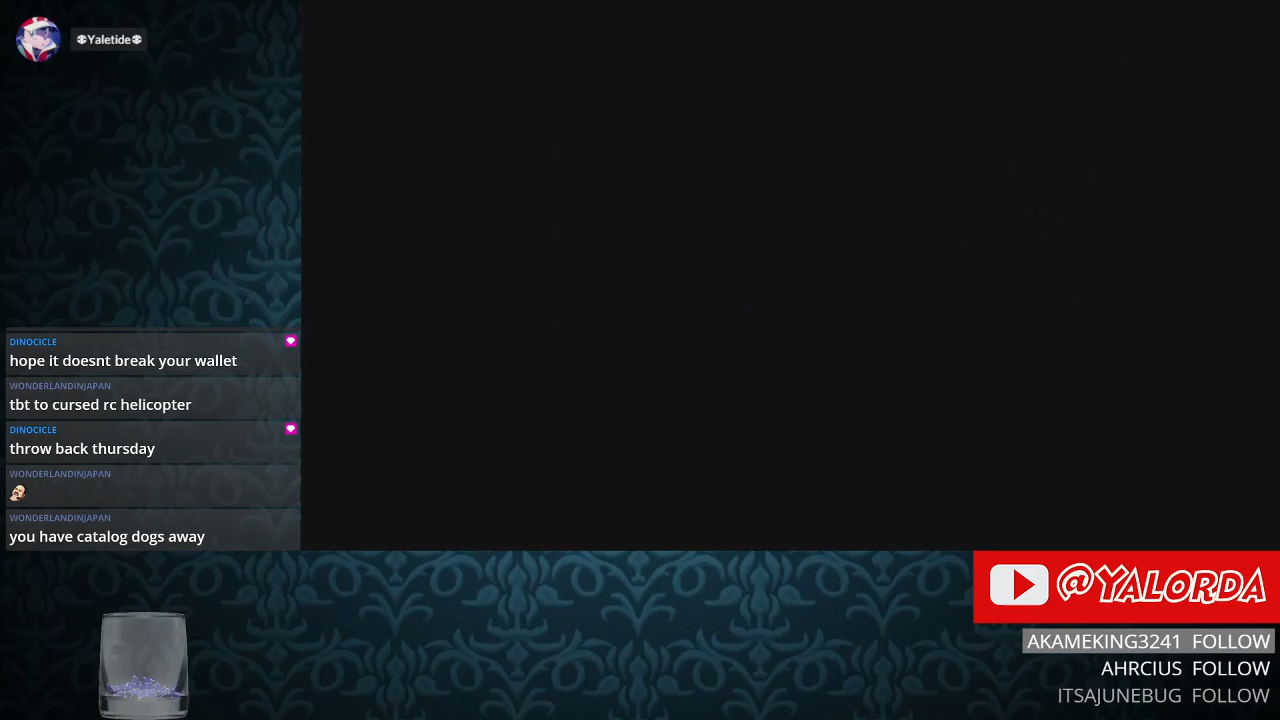 Yaletide
DINOCICLE
hope it doesnt break your wallet
WONDERLANDINJAPAN
tbt to cursed rc helicopter
DINOCICLE
throw back thursday
WONDERLANDINJAPAN
WONDERLANDINJAPAN
you have catalog dogs away
@YALORDA
AKAMEKING3241 FOLLOW
AHRCIUS FOLLOW
ITSAJUNEBUG FOLLOW